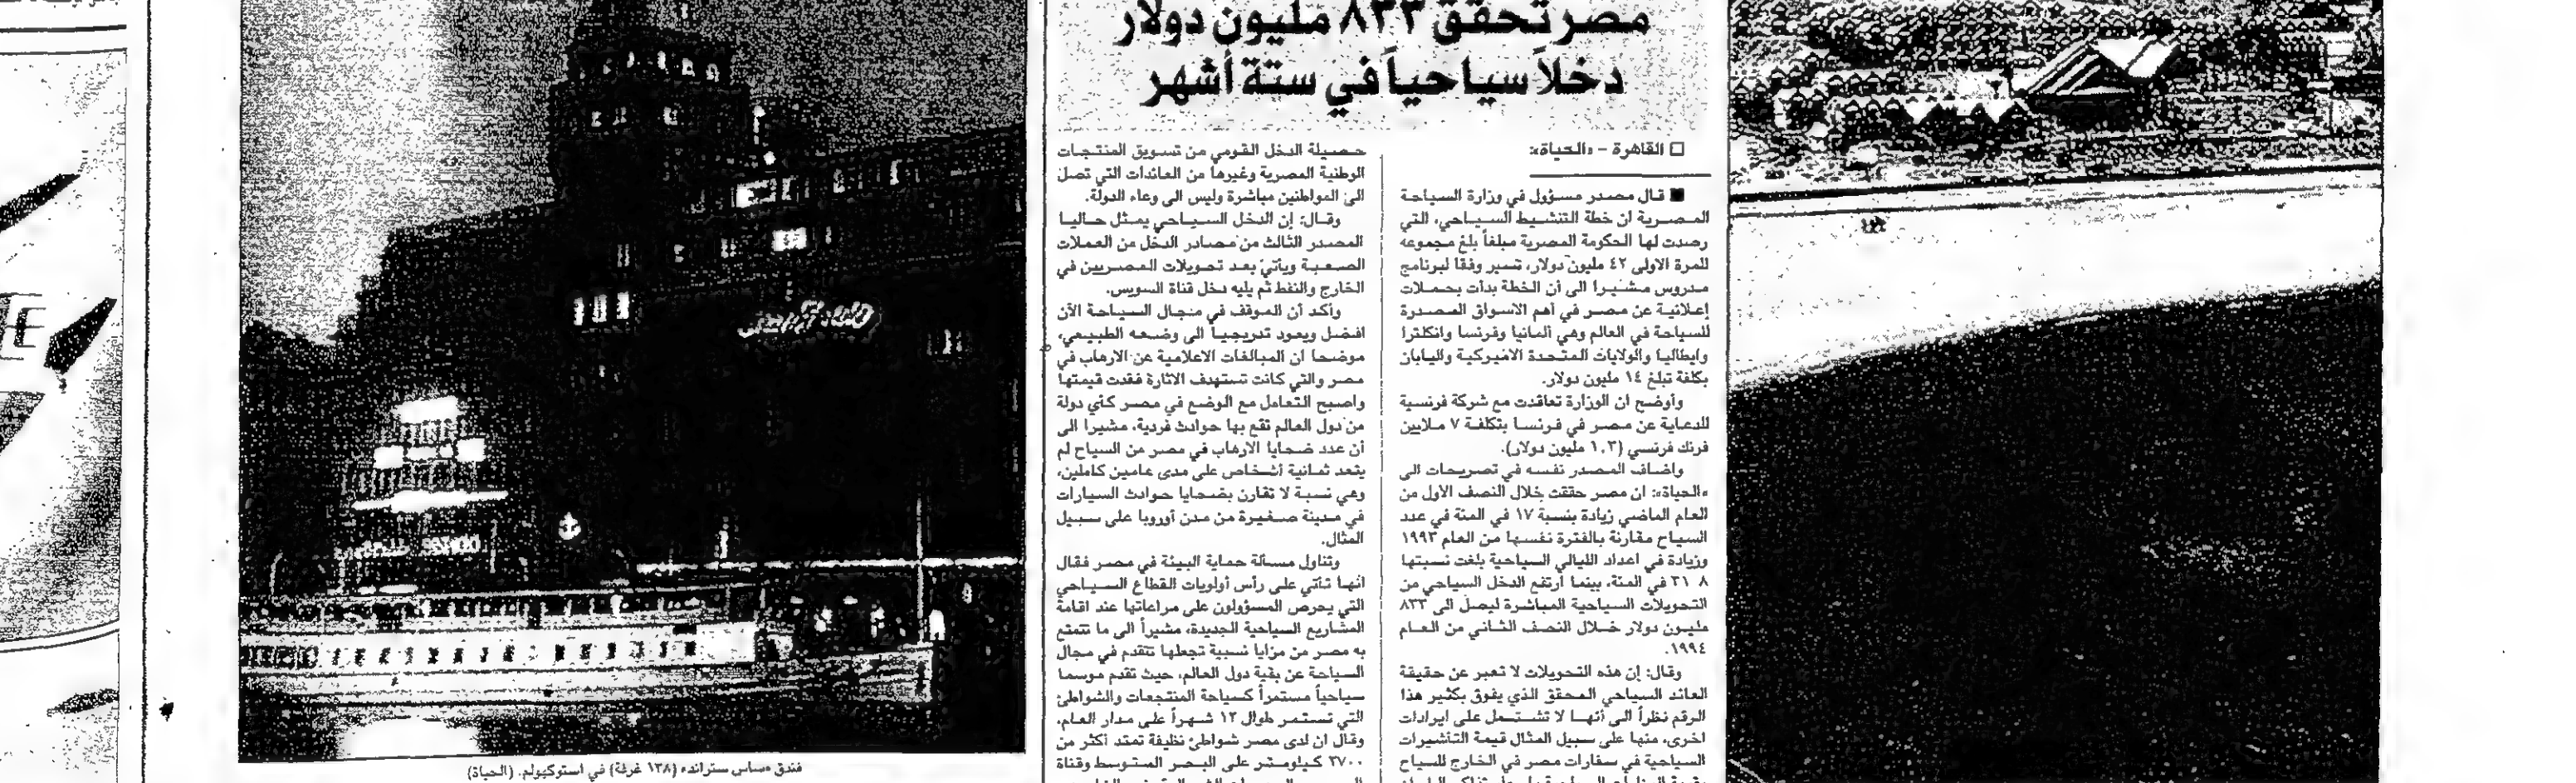 مصر تحقق ٨٣٣ مليون دولار
دخلاً سياحياً في ستة أشهر
□ القاهرة - «الحياة»:
■ قال مصدر مسؤول في وزارة السياحة
المصرية ان خطة التنشيط السياحي، التي
رصدت لها الحكومة المصرية مبلغاً بلغ مجموعه
للمرة الاولى ٤٢ مليون دولار، تسير وفقا لبرنامج
مدروس مشيرا الى أن الخطة بدأت بحملات
إعلانية عن مصر في أهم الاسواق المصدرة
للسياحة في العالم وهي ألمانيا وفرنسا وانكلترا
وايطاليا والولايات المتحدة الاميركية واليابان
بكلفة تبلغ ١٤ مليون دولار.
وأوضح ان الوزارة تعاقدت مع شركة فرنسية
للدعاية عن مصر في فرنسا بتكلفة ٧ ملايين
فرنك فرنسي (١,٣ مليون دولار).
واضاف المصدر نفسه في تصريحات الى
«الحياة»: ان مصر حققت خلال النصف الأول من
العام الماضي زيادة بنسبة ١٧ في المئة في عدد
السياح مقارنة بالفترة نفسها من العام ١٩٩٣
وزيادة في اعداد الليالي السياحية بلغت نسبتها
٣١٨ في المئة، بينما ارتفع الدخل السياحي من
التحويلات السياحية المباشرة ليصل الى ٨٣٣
مليون دولار خلال النصف الثاني من العام
١٩٩٤.
وقال: إن هذه التحويلات لا تعبر عن حقيقة
العائد السياحي المحقق الذي يفوق بكثير هذا
الرقم نظراً الى أنها لا تشتمل على ايرادات
اخرى، منها على سبيل المثال قيمة التأشيرات
السياحية في سفارات مصر في الخارج للسياح
حصيلة الدخل القومي من تسويق المنتجات
الوطنية المصرية وغيرها من العائدات التي تصل
الى المواطنين مباشرة وليس الى وعاء الدولة.
وقال: إن الدخل السياحي يمثل حاليا
المصدر الثالث من مصادر الدخل من العملات
الصعبة ويأتي بعد تحويلات المصريين في
الخارج والنفط ثم يليه دخل قناة السويس.
وأكد أن الموقف في مجال السياحة الآن
افضل ويعود تدريجياً الى وضعه الطبيعي،
موضحا ان المبالغات الاعلامية عن الارهاب في
مصر والتي كانت تستهدف الاثارة فقدت قيمتها
واصبح التعامل مع الوضع في مصر كأي دولة
من دول العالم تقع بها حوادث فردية، مشيرا الى
أن عدد ضحايا الارهاب في مصر من السياح لم
يتعد ثمانية أشخاص على مدى عامين كاملين،
وهي نسبة لا تقارن بضحايا حوادث السيارات
في مدينة صغيرة من مدن أوروبا على سبيل
المثال.
وتناول مسألة حماية البيئة في مصر فقال
انها تأتي على رأس أولويات القطاع السياحي
التي يحرص المسؤولون على مراعاتها عند اقامة
المشاريع السياحية الجديدة، مشيراً الى ما تتمتع
به مصر من مزايا نسبية تجعلها تتقدم في مجال
السياحة عن بقية دول العالم، حيث تقدم موسما
سياحياً مستمراً كسياحة المنتجعات والشواطئ
التي تستمر طوال ١٢ شهراً على مدار العام،
وقال ان لدى مصر شواطئ نظيفة تمتد أكثر من
٢٧٠٠ كيلومتر على البحر المتوسط وقناة
فندق «ساس ستراند» (١٣٨ غرفة) في استوكهولم. (الحياة)